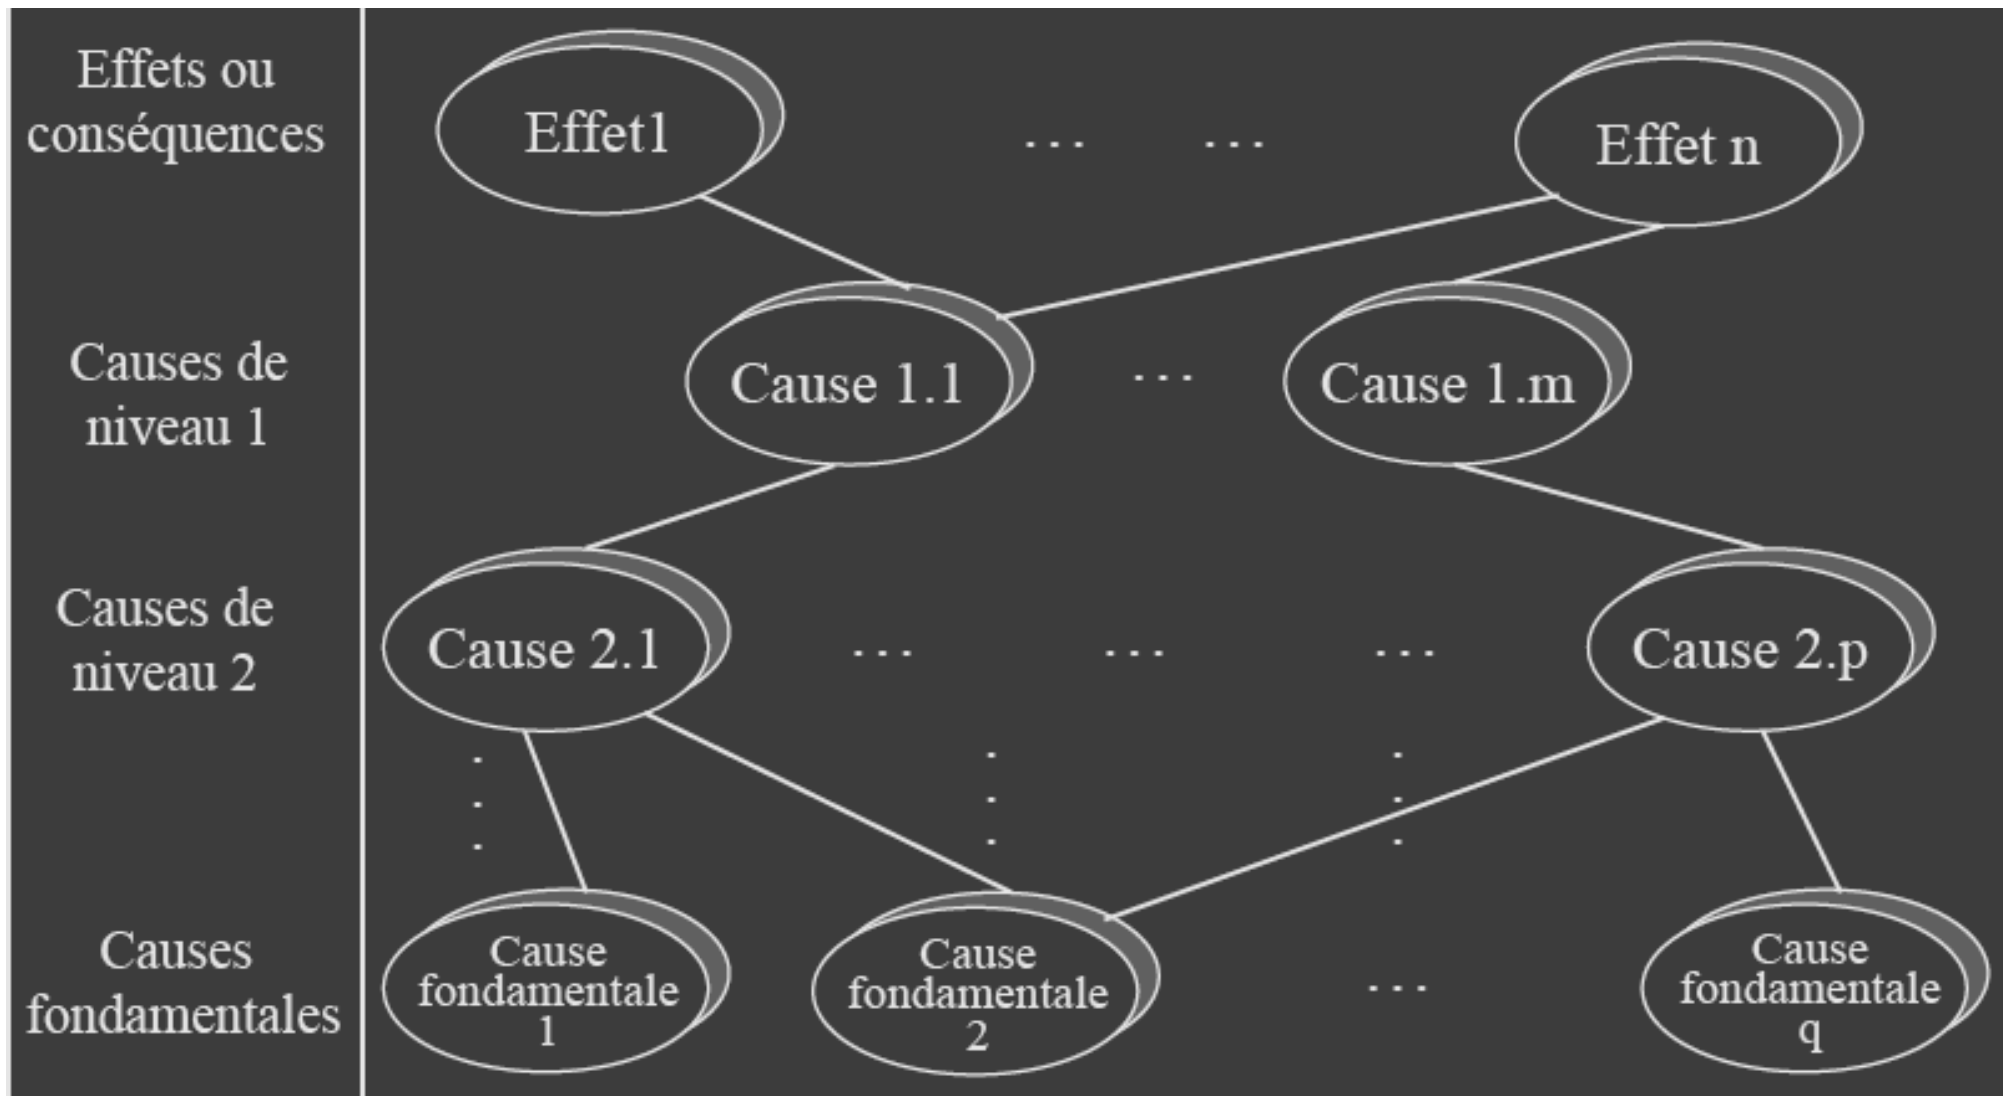 Effets ou
conséquences
Effet1
... ...
Effet n
Causes de
niveau 1
Cause 1.1
...
Cause 1.m
Causes de
niveau 2
Cause 2.1
... ... ...
Cause 2.p
Causes
fondamentales
Cause
fondamentale
1
Cause
fondamentale
2
...
Cause
fondamentale
q